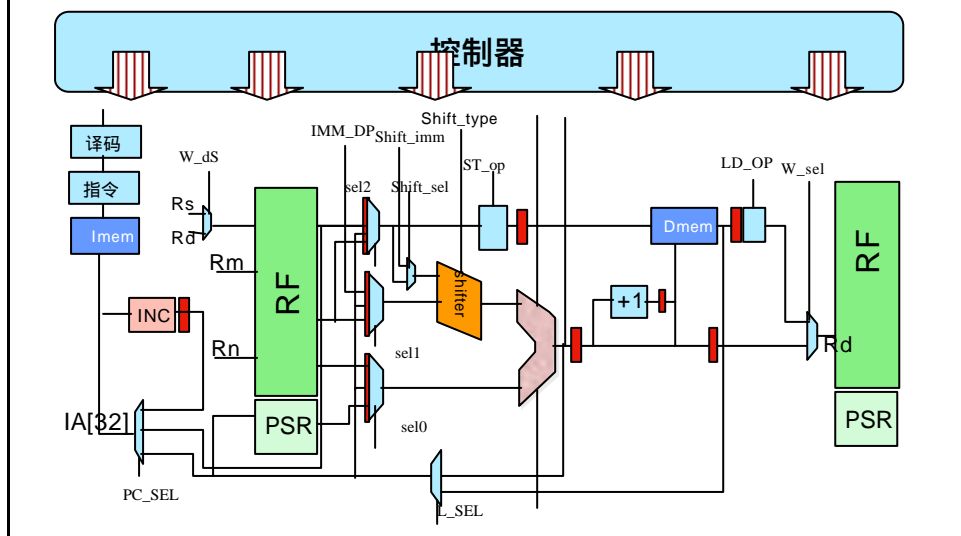 控制器
Shift_type
IMM_DP
Shift_imm
译码
W_dS
ST_op
LD_OP
W_sel
指令
sel2
Shift_sel
Rs
Rd
Imem
Dmem
Rm
RF
shifter
RF
INC
+1
Rn
sel1
Rd
IA[32]
PSR
sel0
PSR
PC_SEL
L_SEL